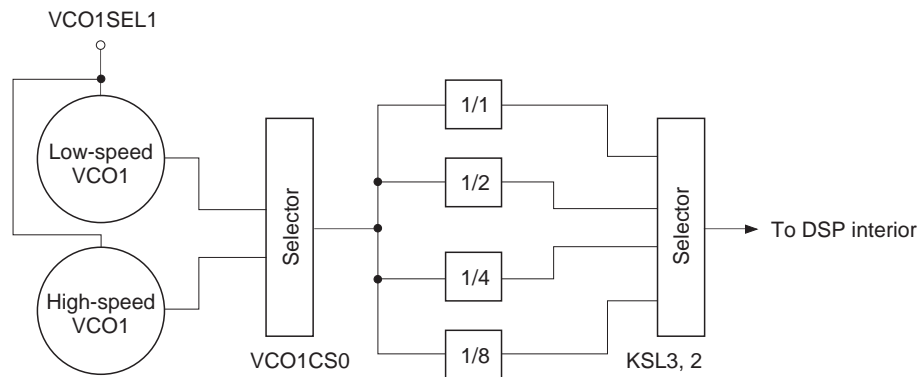 VCO1SEL1
Low-speed
VCO1
High-speed
VCO1
Selector
VCO1CS0
1/1
1/2
1/4
1/8
Selector
KSL3, 2
To DSP interior